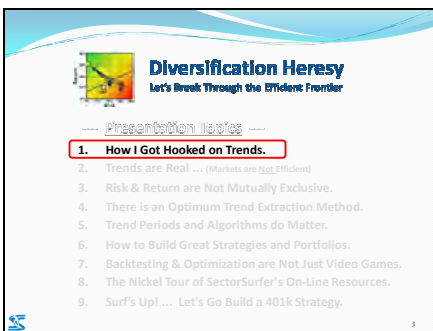 Diversification Heresy
Let's Break Through the Efficient Frontier
--- Presentation Topics ---
1. How I Got Hooked on Trends.
2. Trends are Real ... (Markets are Not Efficient)
3. Risk & Return are Not Mutually Exclusive.
4. There is an Optimum Trend Extraction Method.
5. Trend Periods and Algorithms do Matter.
6. How to Build Great Strategies and Portfolios.
7. Backtesting & Optimization are Not Just Video Games.
8. The Nickel Tour of SectorSurfer's On-Line Resources.
9. Surf's Up! ... Let's Go Build a 401k Strategy.
3